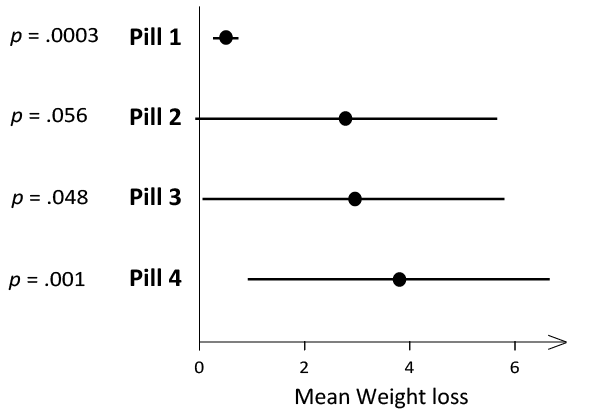 p = .0003 Pill 1
p = .056 Pill 2
p = .048 Pill 3
p = .001 Pill 4
0 2 4 6
Mean Weight loss